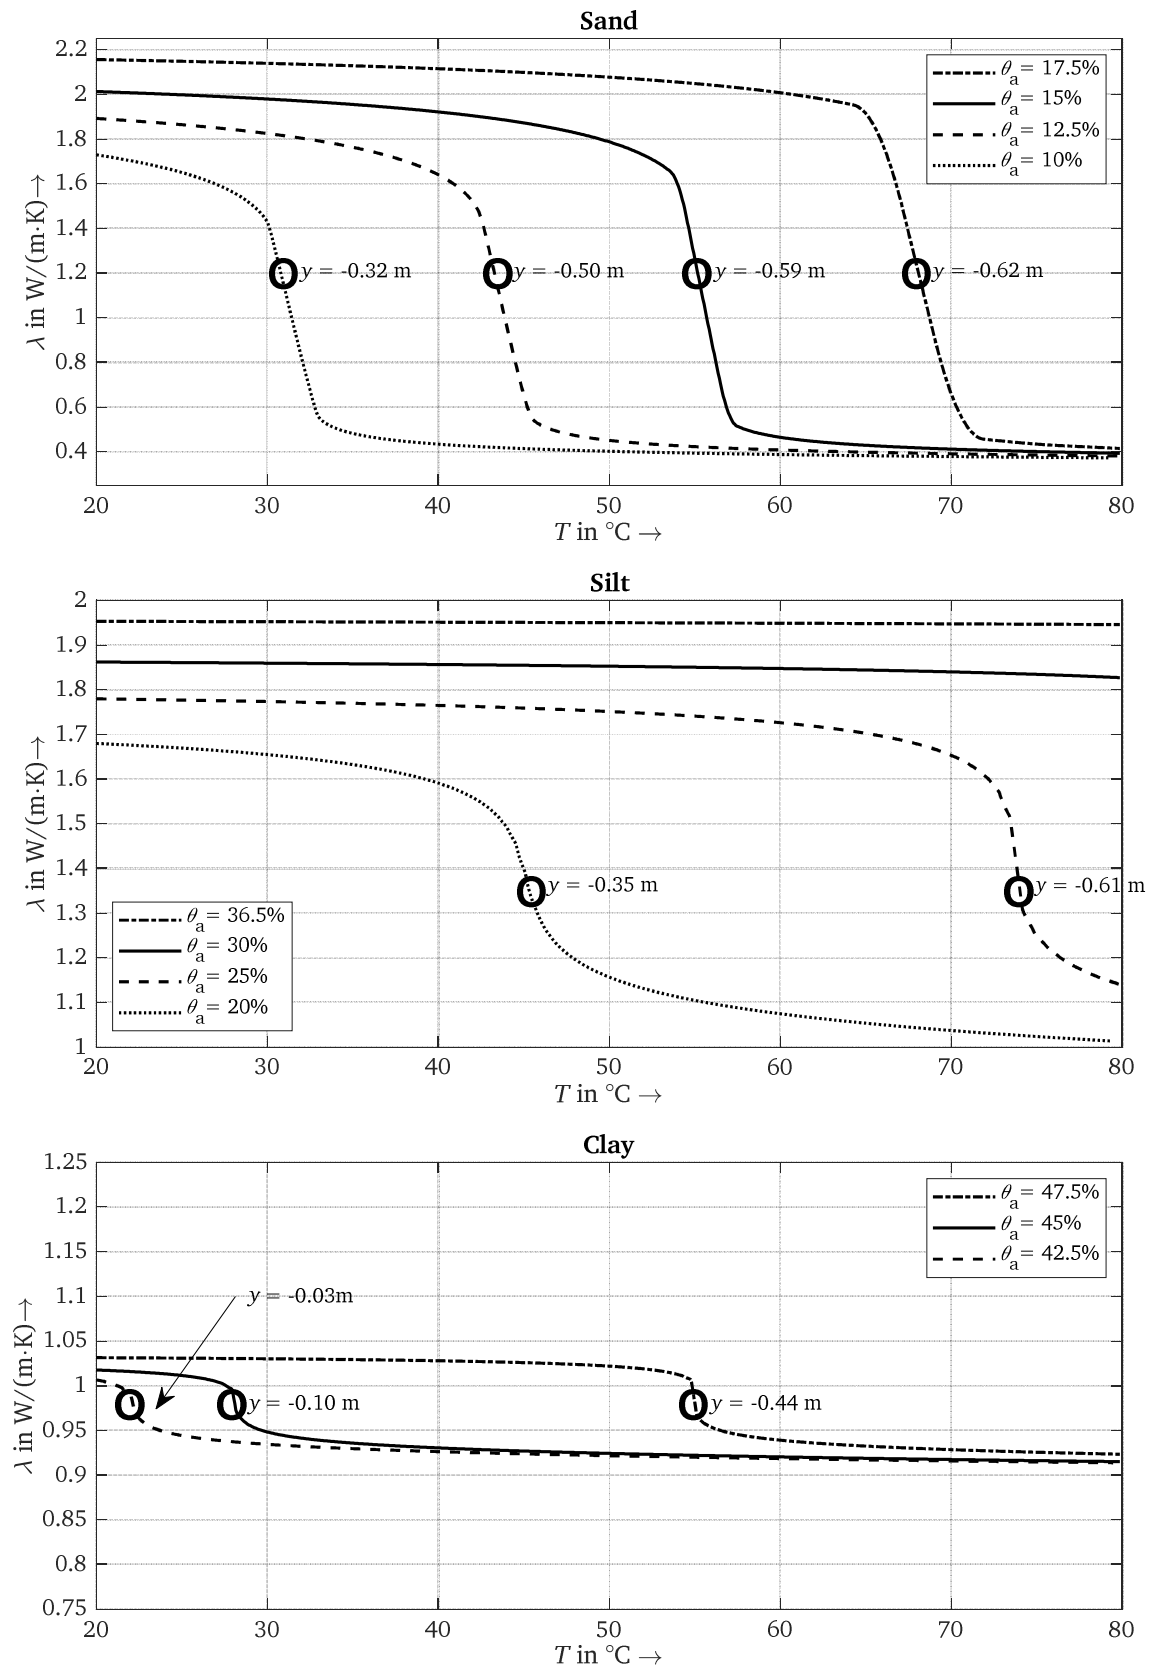 Sand
2.2
2
1.8
1.6
1.4
1.2
1
0.8
0.6
0.4
λ in W/(m·K)→
θa= 17.5%
θa= 15%
θa= 12.5%
θa= 10%
y = -0.32 m
y = -0.50 m
y = -0.59 m
y = -0.62 m
20 30 40 50 60 70 80
T in °C →
Silt
2
1.9
1.8
1.7
1.6
1.5
1.4
1.3
1.2
1.1
1
λ in W/(m·K)→
y = -0.35 m
y = -0.61 m
θa= 36.5%
θa= 30%
θa= 25%
θa= 20%
20 30 40 50 60 70 80
T in °C →
Clay
1.25
1.2
1.15
1.1
1.05
1
0.95
0.9
0.85
0.8
0.75
λ in W/(m·K)→
θa= 47.5%
θa= 45%
θa= 42.5%
y = -0.03m
y = -0.10 m
y = -0.44 m
20 30 40 50 60 70 80
T in °C →